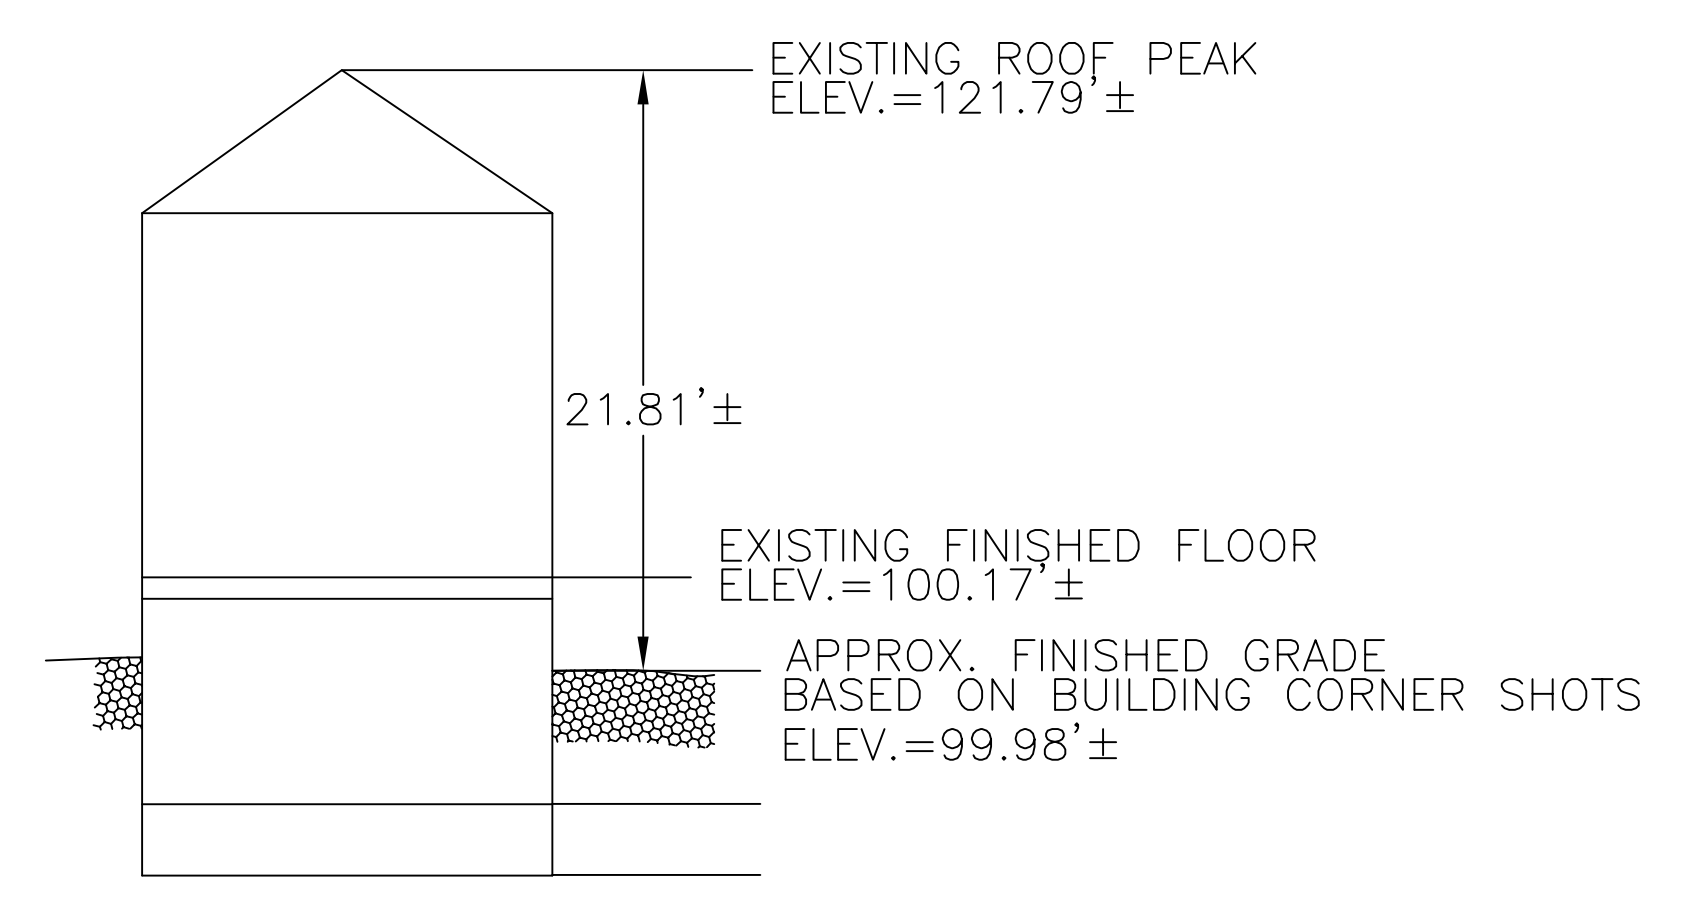 EXISTING ROOF PEAK
ELEV.=121.79'±
21.81'±
EXISTING FINISHED FLOOR
ELEV.=100.17'±
APPROX. FINISHED GRADE
BASED ON BUILDING CORNER SHOTS
ELEV.=99.98'±